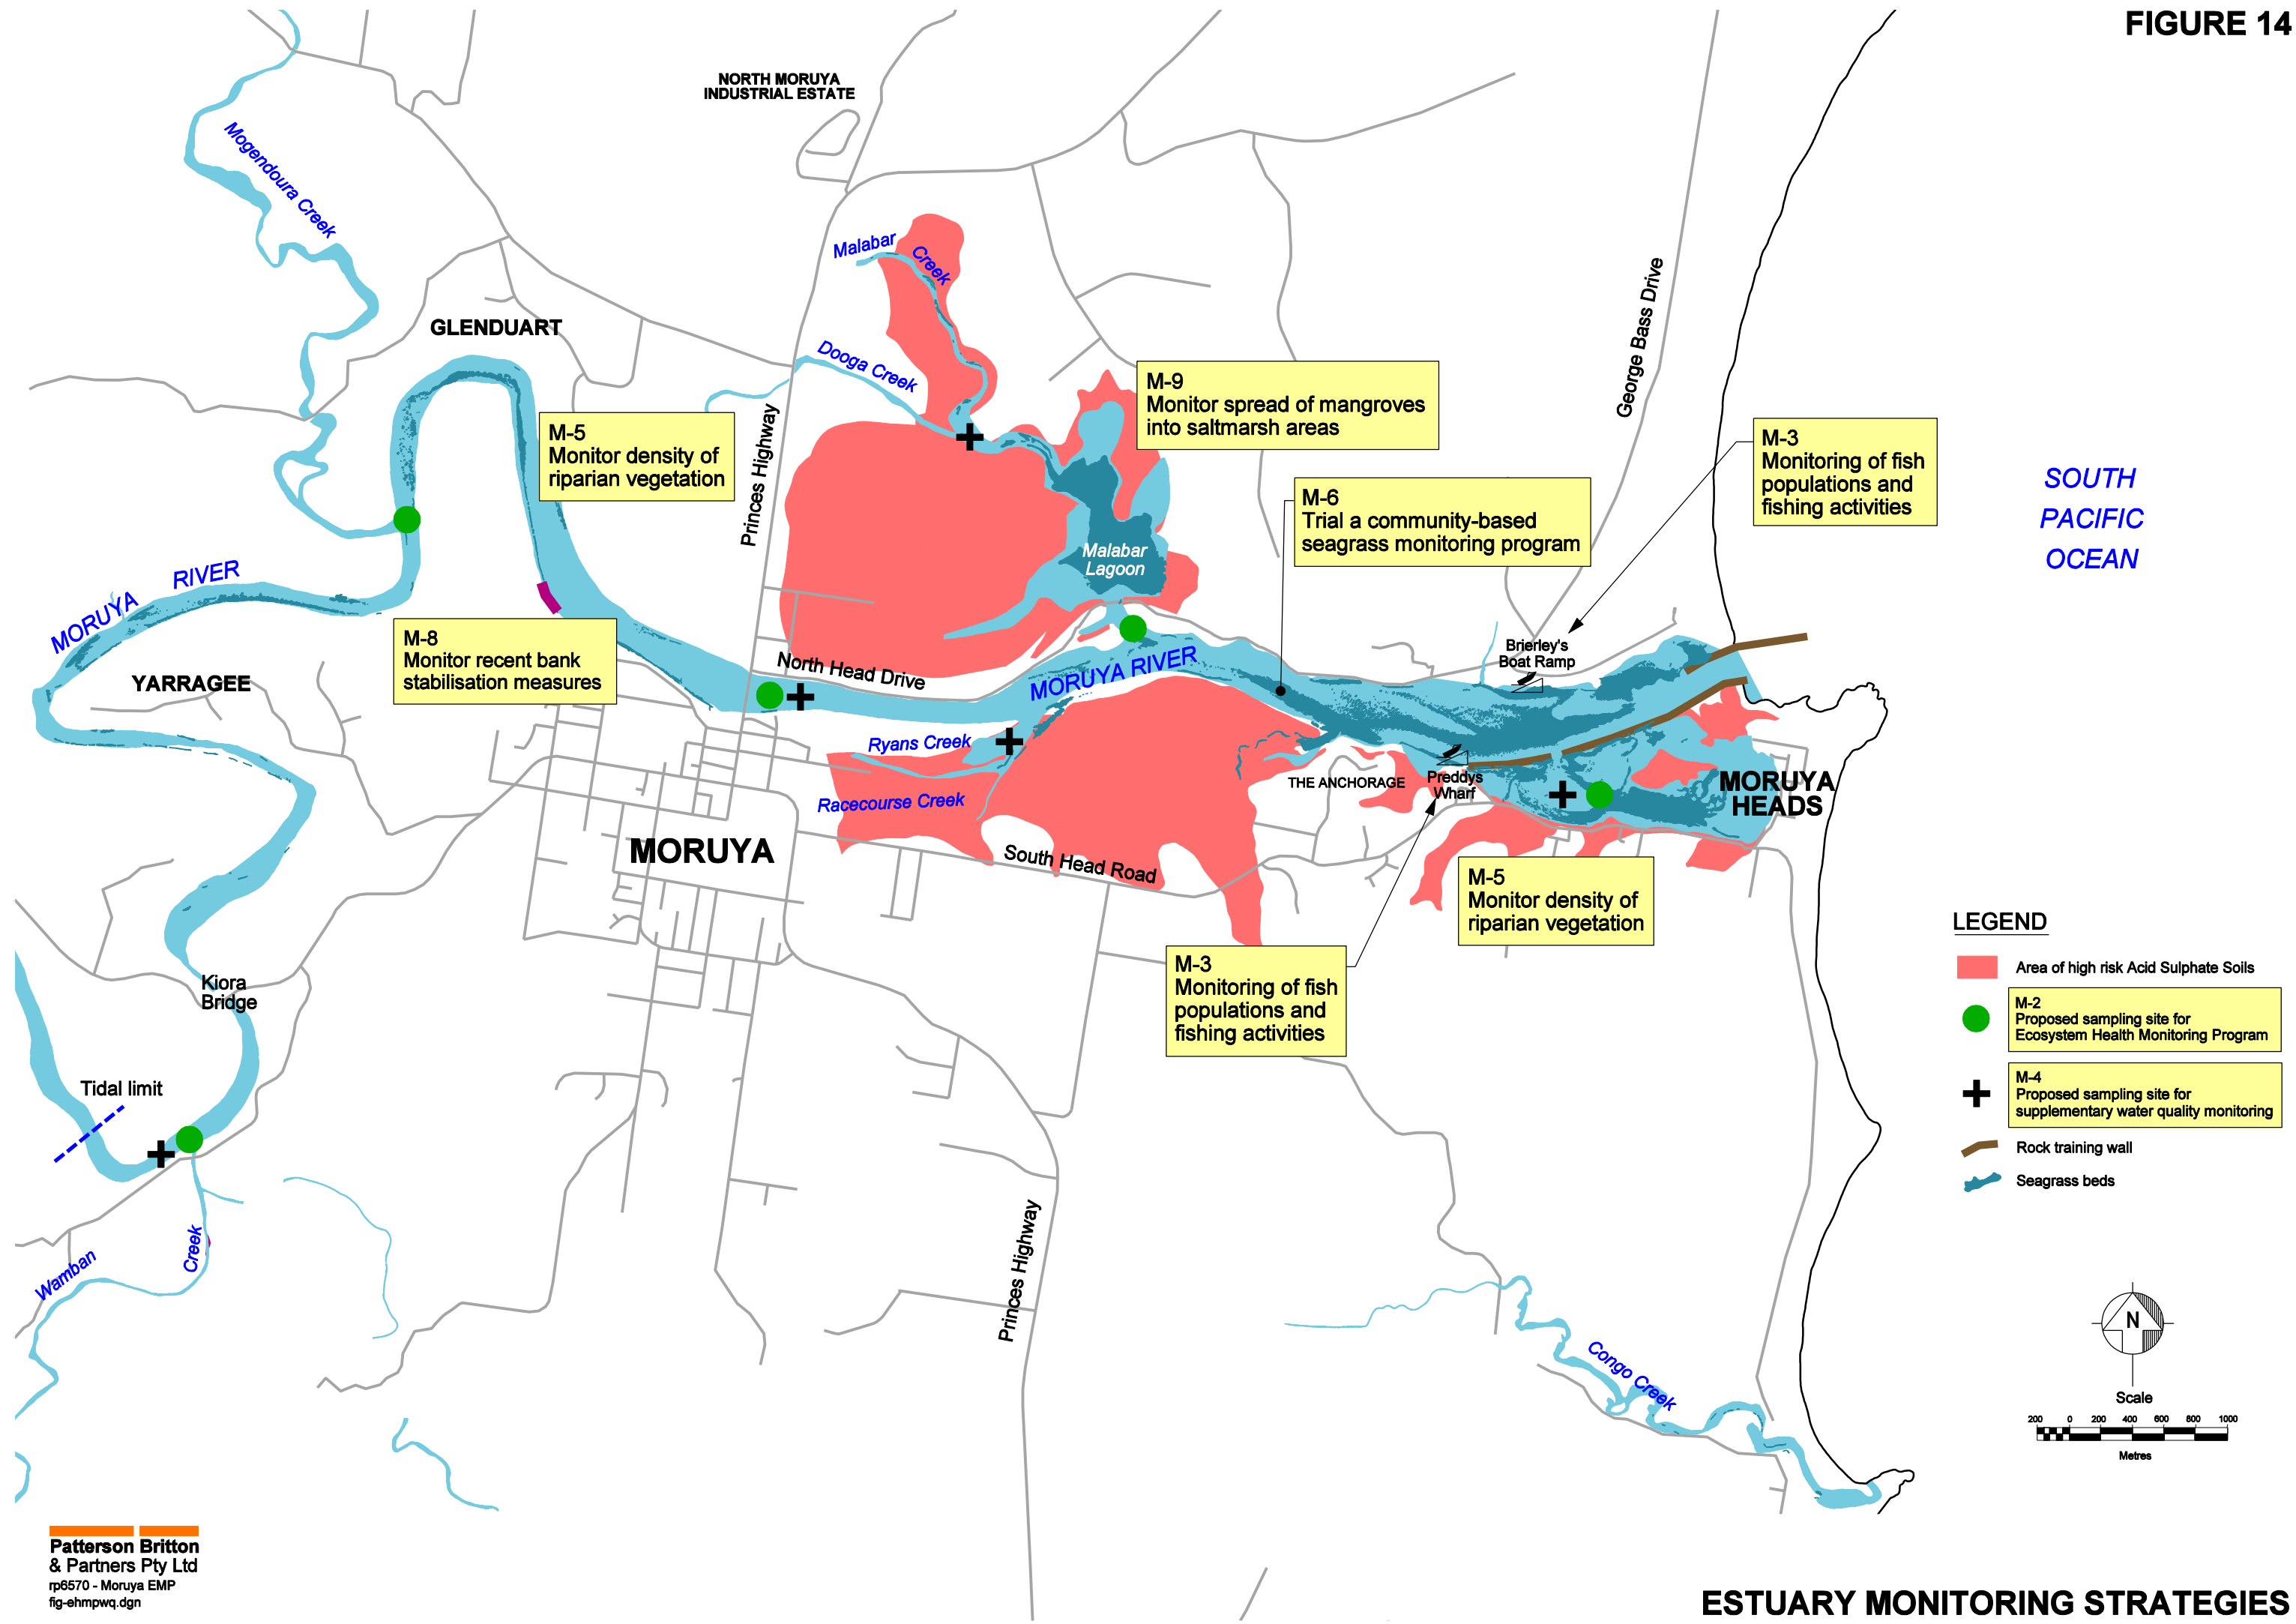 FIGURE 14
NORTH MORUYA
INDUSTRIAL ESTATE
Mogendoura Creek
Malabar
Creek
GLENDUART
Dooga Creek
George Bass Drive
M-9
Monitor spread of mangroves
into saltmarsh areas
M-5
Monitor density of
riparian vegetation
Princes Highway
M-3
Monitoring of fish
populations and
fishing activities
SOUTH
PACIFIC
OCEAN
M-6
Trial a community-based
seagrass monitoring program
Malabar
Lagoon
MORUYA
RIVER
M-8
Monitor recent bank
stabilisation measures
YARRAGEE
North Head Drive
MORUYA RIVER
Brierley's
Boat Ramp
Ryans Creek
Racecourse Creek
THE ANCHORAGE
Preddys
Wharf
MORUYA
HEADS
MORUYA
South Head Road
M-5
Monitor density of
riparian vegetation
M-3
Monitoring of fish
populations and
fishing activities
Kiora
Bridge
Tidal limit
Wamban
Creek
Princes Highway
Congo Creek
LEGEND
Area of high risk Acid Sulphate Soils
M-2
Proposed sampling site for
Ecosystem Health Monitoring Program
M-4
Proposed sampling site for
supplementary water quality monitoring
Rock training wall
Seagrass beds
N
Scale
200 0 200 400 600 800 1000
Metres
Patterson Britton
& Partners Pty Ltd
rp6570 - Moruya EMP
fig-ehmpwq.dgn
ESTUARY MONITORING STRATEGIES